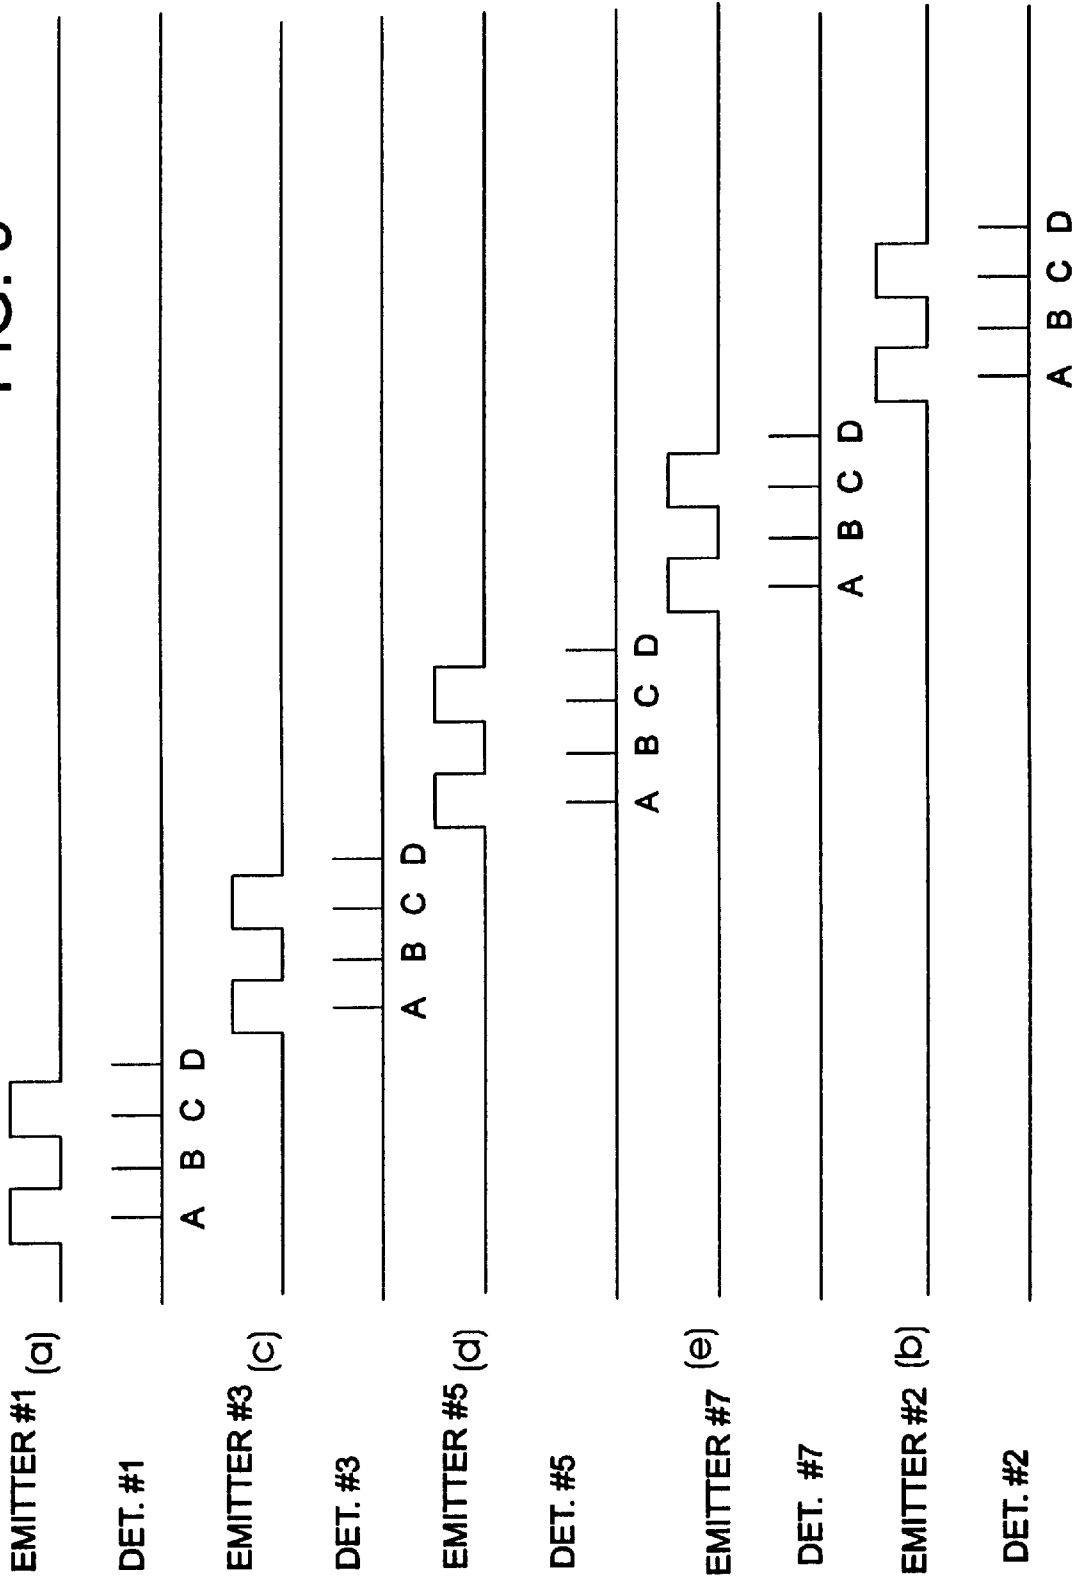 EMITTER #1 (a)
DET. #1
A B C D
EMITTER #3 (c)
DET. #3
A B C D
EMITTER #5 (d)
DET. #5
A B C D
EMITTER #7 (e)
DET. #7
A B C D
EMITTER #2 (b)
DET. #2
A B C D